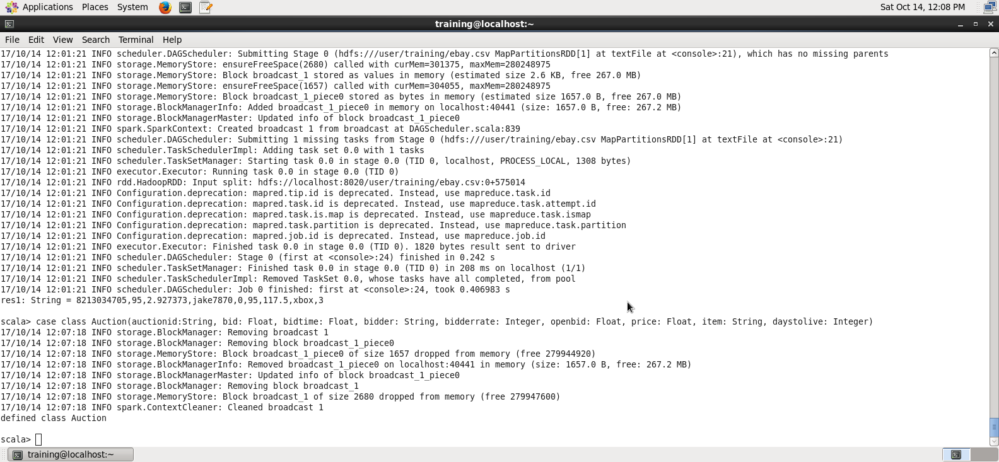 Applications Places System Sat Oct 14, 12:08 PM
training@localhost:~
File Edit View Search Terminal Help
17/10/14 12:01:21 INFO scheduler.DAGScheduler: Submitting Stage 0 (hdfs:///user/training/ebay.csv MapPartitionsRDD[1] at textFile at <console>:21), which has no missing parents
17/10/14 12:01:21 INFO storage.MemoryStore: ensureFreeSpace(2680) called with curMem=301375, maxMem=280248975
17/10/14 12:01:21 INFO storage.MemoryStore: Block broadcast_1 stored as values in memory (estimated size 2.6 KB, free 267.0 MB)
17/10/14 12:01:21 INFO storage.MemoryStore: ensureFreeSpace(1657) called with curMem=304055, maxMem=280248975
17/10/14 12:01:21 INFO storage.MemoryStore: Block broadcast_1_piece0 stored as bytes in memory (estimated size 1657.0 B, free 267.0 MB)
17/10/14 12:01:21 INFO storage.BlockManagerInfo: Added broadcast_1_piece0 in memory on localhost:40441 (size: 1657.0 B, free: 267.2 MB)
17/10/14 12:01:21 INFO storage.BlockManagerMaster: Updated info of block broadcast_1_piece0
17/10/14 12:01:21 INFO spark.SparkContext: Created broadcast 1 from broadcast at DAGScheduler.scala:839
17/10/14 12:01:21 INFO scheduler.DAGScheduler: Submitting 1 missing tasks from Stage 0 (hdfs:///user/training/ebay.csv MapPartitionsRDD[1] at textFile at <console>:21)
17/10/14 12:01:21 INFO scheduler.TaskSchedulerImpl: Adding task set 0.0 with 1 tasks
17/10/14 12:01:21 INFO scheduler.TaskSetManager: Starting task 0.0 in stage 0.0 (TID 0, localhost, PROCESS_LOCAL, 1308 bytes)
17/10/14 12:01:21 INFO executor.Executor: Running task 0.0 in stage 0.0 (TID 0)
17/10/14 12:01:21 INFO rdd.HadoopRDD: Input split: hdfs://localhost:8020/user/training/ebay.csv:0+575014
17/10/14 12:01:21 INFO Configuration.deprecation: mapred.tip.id is deprecated. Instead, use mapreduce.task.id
17/10/14 12:01:21 INFO Configuration.deprecation: mapred.task.id is deprecated. Instead, use mapreduce.task.attempt.id
17/10/14 12:01:21 INFO Configuration.deprecation: mapred.task.is.map is deprecated. Instead, use mapreduce.task.ismap
17/10/14 12:01:21 INFO Configuration.deprecation: mapred.task.partition is deprecated. Instead, use mapreduce.task.partition
17/10/14 12:01:21 INFO Configuration.deprecation: mapred.job.id is deprecated. Instead, use mapreduce.job.id
17/10/14 12:01:21 INFO executor.Executor: Finished task 0.0 in stage 0.0 (TID 0). 1820 bytes result sent to driver
17/10/14 12:01:21 INFO scheduler.DAGScheduler: Stage 0 (first at <console>:24) finished in 0.242 s
17/10/14 12:01:21 INFO scheduler.TaskSetManager: Finished task 0.0 in stage 0.0 (TID 0) in 208 ms on localhost (1/1)
17/10/14 12:01:21 INFO scheduler.TaskSchedulerImpl: Removed TaskSet 0.0, whose tasks have all completed, from pool
17/10/14 12:01:21 INFO scheduler.DAGScheduler: Job 0 finished: first at <console>:24, took 0.406983 s
res1: String = 8213034705,95,2.927373,jake7870,0,95,117.5,xbox,3
scala> case class Auction(auctionid:String, bid: Float, bidtime: Float, bidder: String, bidderrate: Integer, openbid: Float, price: Float, item: String, daystolive: Integer)
17/10/14 12:07:18 INFO storage.BlockManager: Removing broadcast 1
17/10/14 12:07:18 INFO storage.BlockManager: Removing block broadcast_1_piece0
17/10/14 12:07:18 INFO storage.MemoryStore: Block broadcast_1_piece0 of size 1657 dropped from memory (free 279944920)
17/10/14 12:07:18 INFO storage.BlockManagerInfo: Removed broadcast_1_piece0 on localhost:40441 in memory (size: 1657.0 B, free: 267.2 MB)
17/10/14 12:07:18 INFO storage.BlockManagerMaster: Updated info of block broadcast_1_piece0
17/10/14 12:07:18 INFO storage.BlockManager: Removing block broadcast_1
17/10/14 12:07:18 INFO storage.MemoryStore: Block broadcast_1 of size 2680 dropped from memory (free 279947600)
17/10/14 12:07:18 INFO spark.ContextCleaner: Cleaned broadcast 1
defined class Auction
scala>
training@localhost:~